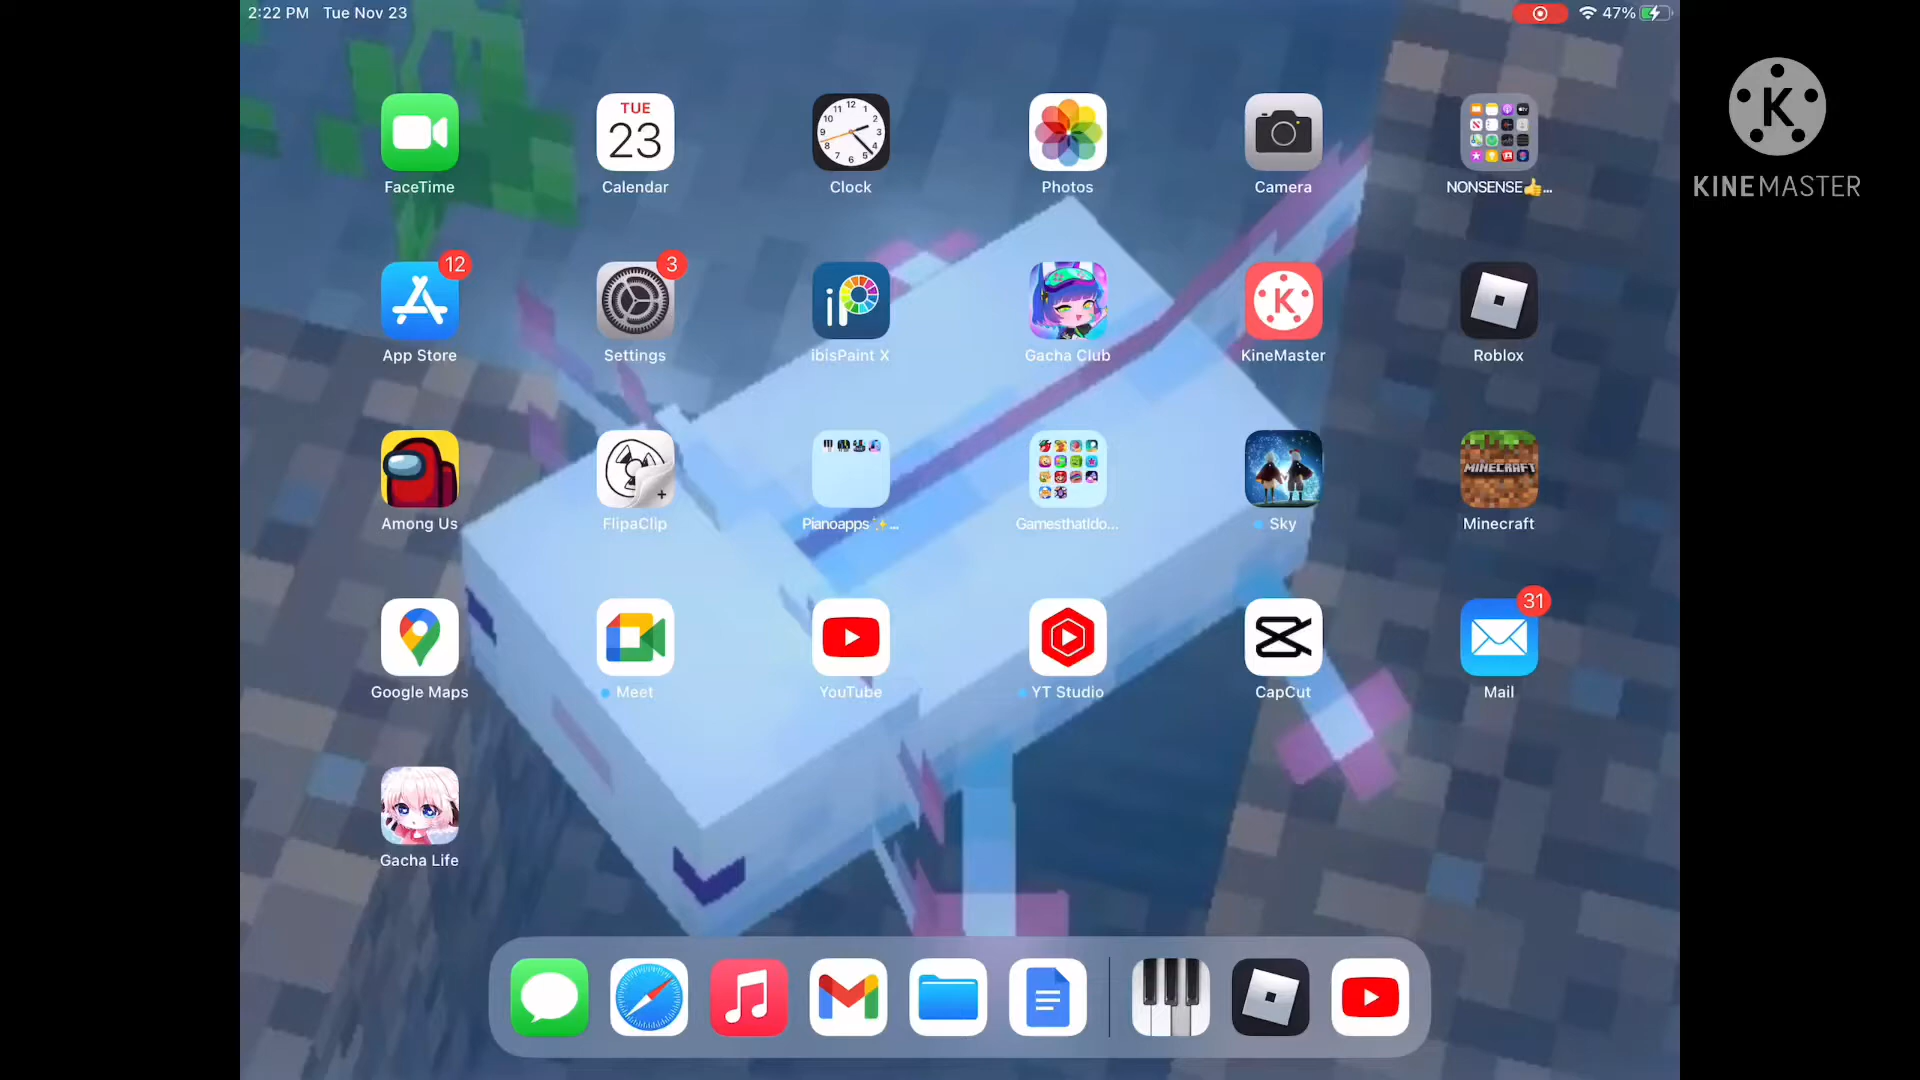 2:22 PM Tue Nov 23
47%
KINEMASTER
TUE
23
FaceTime
Calendar
Clock
Photos
Camera
NONSENSE👍...
12
3
App Store
Settings
ibisPaint X
Gacha Club
KineMaster
Roblox
MINECRAFT
Among Us
FlipaClip
Pianoapps✨...
GamesthatIdo...
Sky
Minecraft
31
Google Maps
Meet
YouTube
YT Studio
CapCut
Mail
Gacha Life